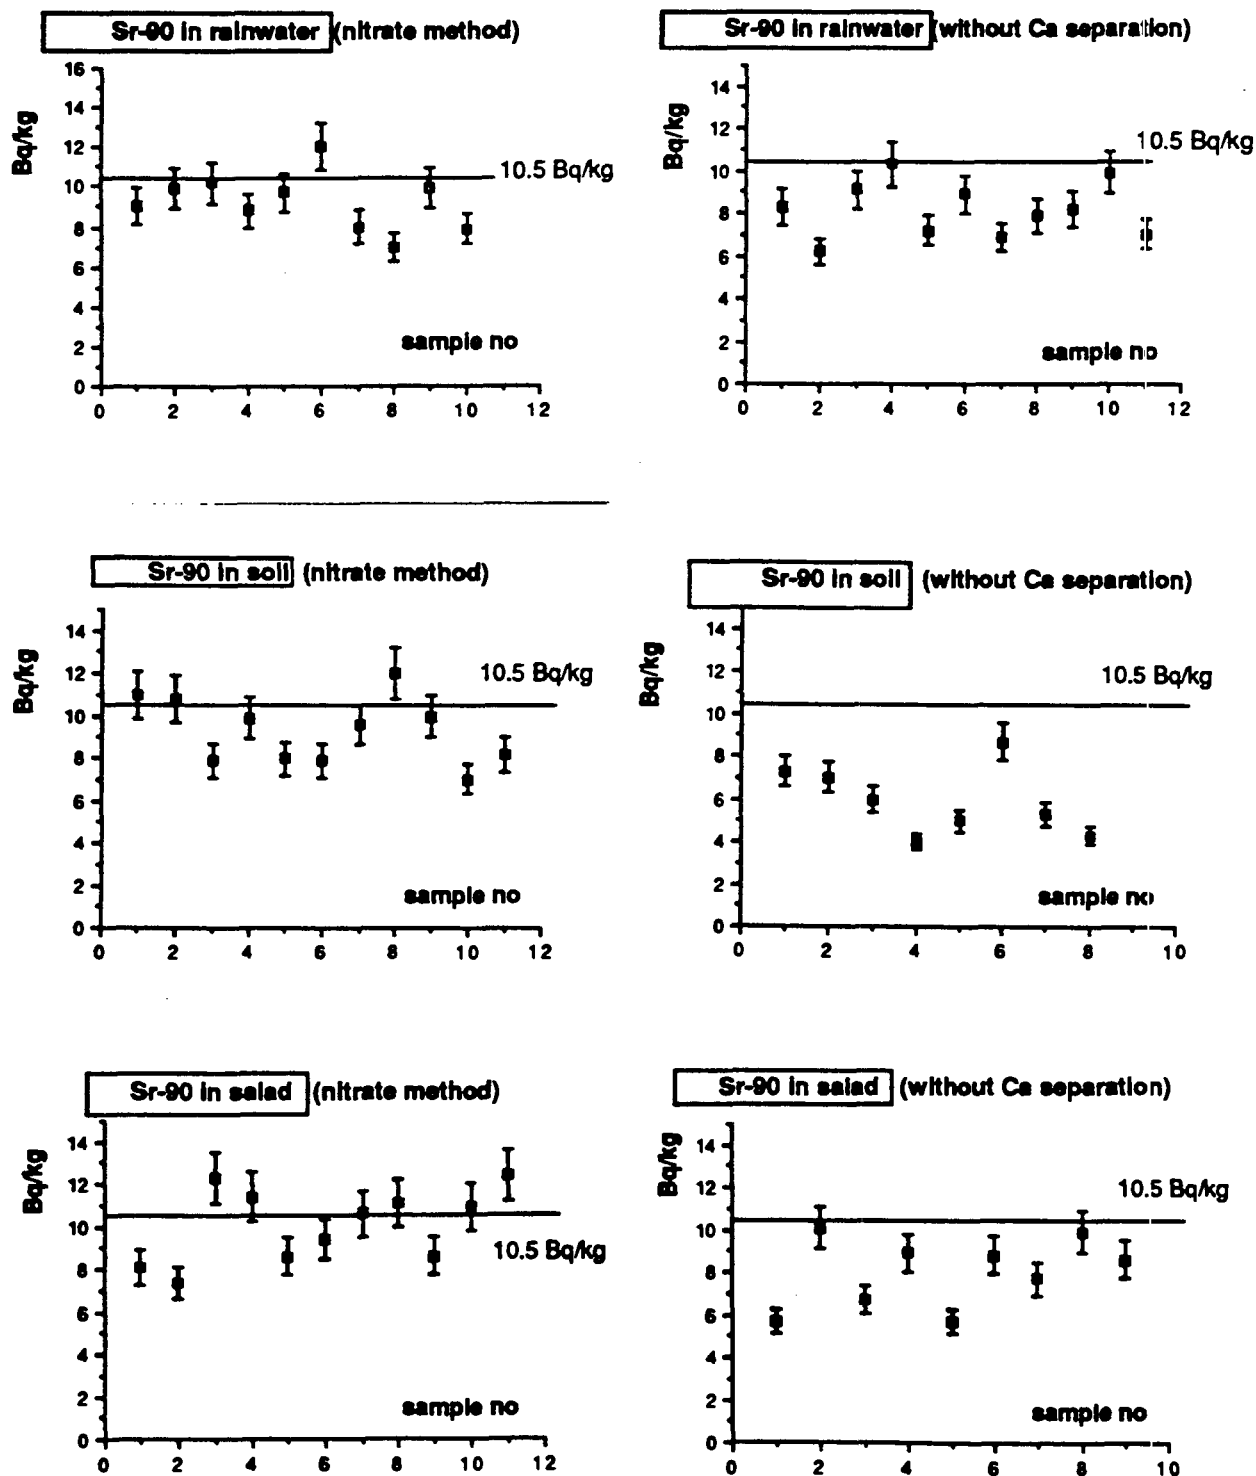 Sr-90 in rainwater (nitrate method)
Bq/kg
16
14
12
10
8
6
4
2
0
10.5 Bq/kg
sample no
0 2 4 6 8 10 12
Sr-90 in rainwater (without Ca separation)
Bq/kg
14
12
10
8
6
4
2
0
10.5 Bq/kg
sample no
0 2 4 6 8 10 12
Sr-90 in soil (nitrate method)
Bq/kg
14
12
10
8
6
4
2
0
10.5 Bq/kg
sample no
0 2 4 6 8 10 12
Sr-90 in soil (without Ca separation)
Bq/kg
14
12
10
8
6
4
2
0
10.5 Bq/kg
sample no
0 2 4 6 8 10
Sr-90 in salad (nitrate method)
Bq/kg
14
12
10
8
6
4
2
0
10.5 Bq/kg
sample no
0 2 4 6 8 10 12
Sr-90 in salad (without Ca separation)
Bq/kg
14
12
10
8
6
4
2
0
10.5 Bq/kg
sample no
0 2 4 6 8 10